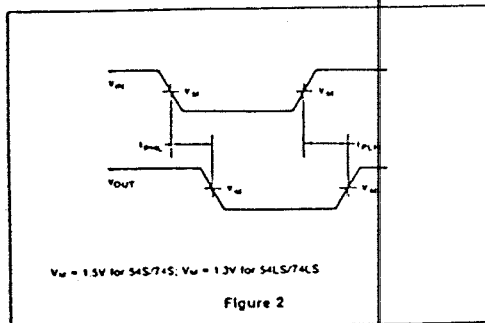 VIN
VM
VM
tPHL
tPLH
VOUT
VM
VM
VM = 1.5V for 54S/74S; VM = 1.3V for 54LS/74LS
Figure 2